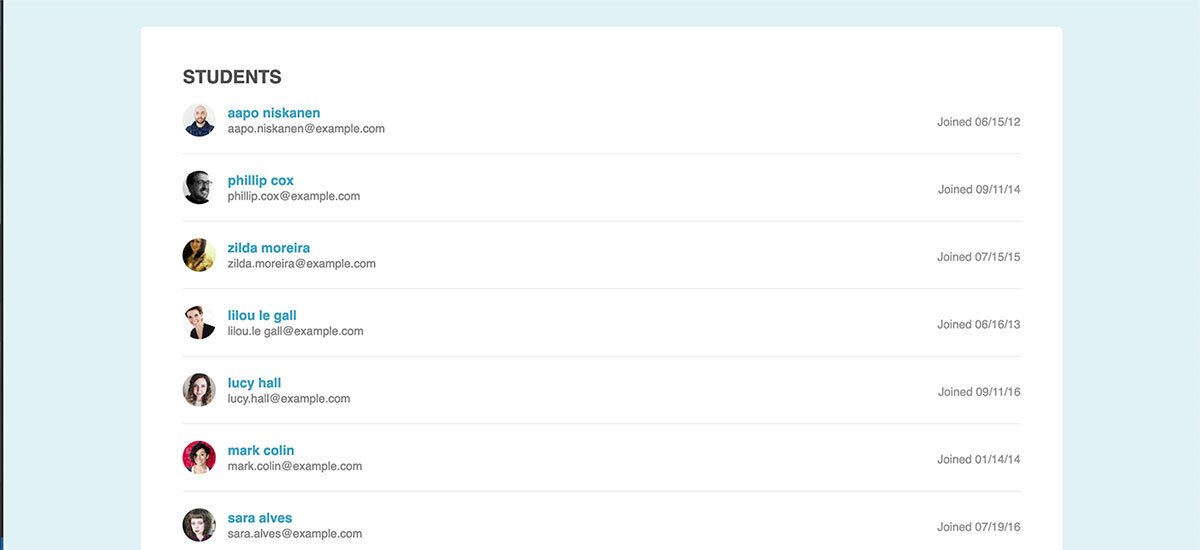 STUDENTS
aapo niskanen
aapo.niskanen@example.com
Joined 06/15/12
phillip cox
phillip.cox@example.com
Joined 09/11/14
zilda moreira
zilda.moreira@example.com
Joined 07/15/15
lilou le gall
lilou.le gall@example.com
Joined 06/16/13
lucy hall
lucy.hall@example.com
Joined 09/11/16
mark colin
mark.colin@example.com
Joined 01/14/14
sara alves
sara.alves@example.com
Joined 07/19/16